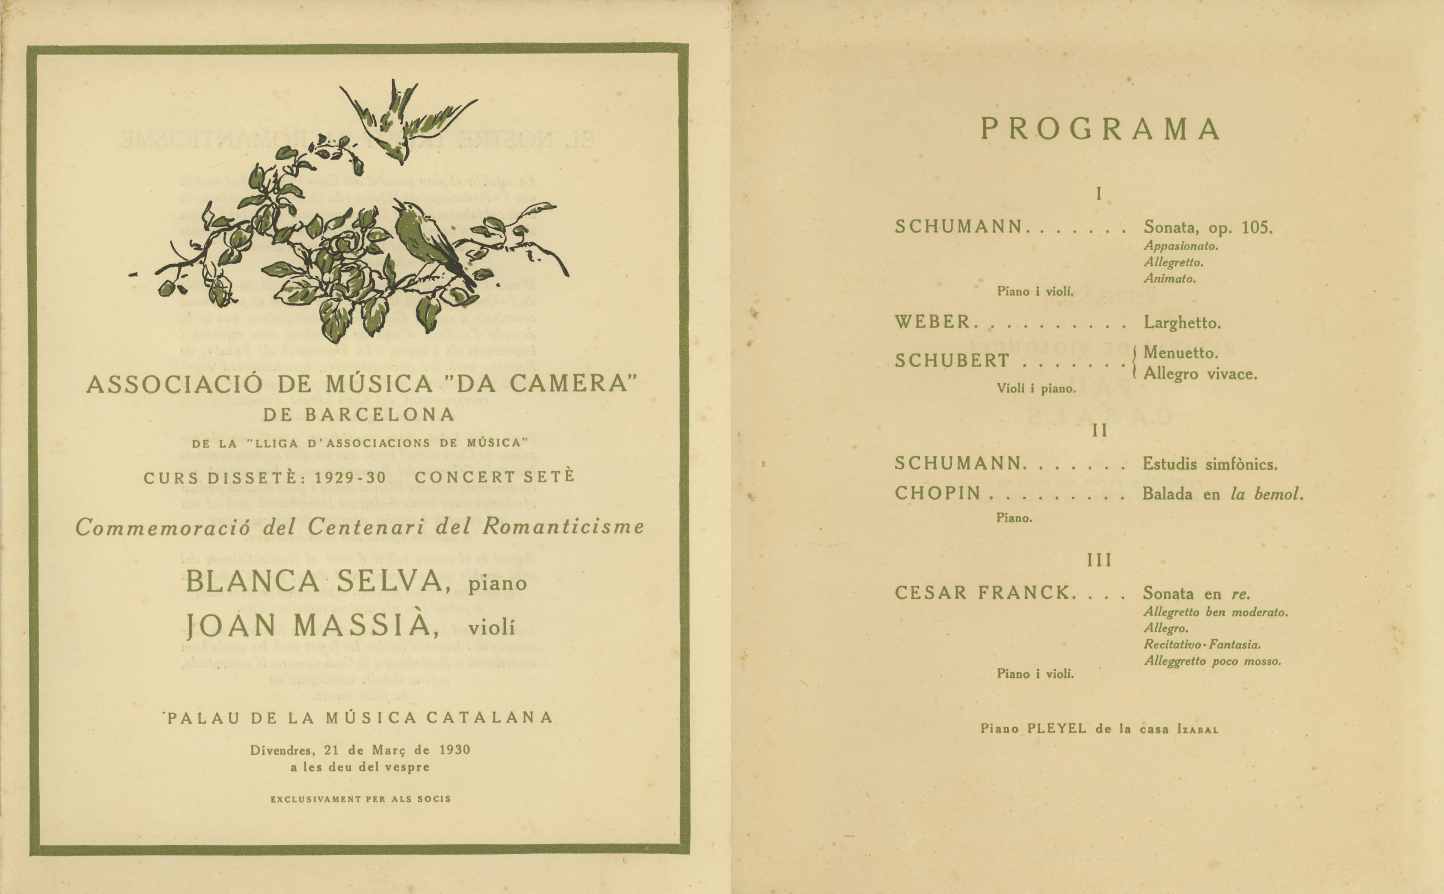 ASSOCIACIÓ DE MÚSICA "DA CAMERA"
DE BARCELONA
DE LA "LLIGA D'ASSOCIACIONS DE MÚSICA"
CURS DISSETÈ: 1929-30 CONCERT SETÈ
Commemoració del Centenari del Romanticisme
BLANCA SELVA, piano
JOAN MASSIÀ, violí
PALAU DE LA MÚSICA CATALANA
Divendres, 21 de Març de 1930
a les deu del vespre
EXCLUSIVAMENT PER ALS SOCIS
PROGRAMA
I
SCHUMANN. . . . . . . Sonata, op. 105.
Appasionato.
Allegretto.
Animato.
Piano i violí.
WEBER. . . . . . . . . . Larghetto.
SCHUBERT . . . . . . . { Menuetto.
Allegro vivace.
Violí i piano.
II
SCHUMANN. . . . . . . Estudis simfònics.
CHOPIN . . . . . . . . . Balada en la bemol.
Piano.
III
CESAR FRANCK. . . . Sonata en re.
Allegretto ben moderato.
Allegro.
Recitativo-Fantasia.
Alleggretto poco mosso.
Piano i violí.
Piano PLEYEL de la casa IZABAL